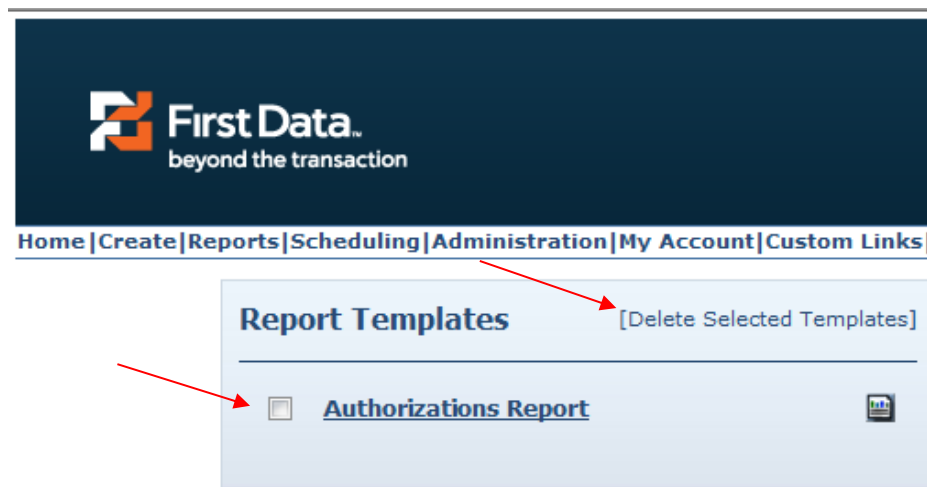 First Data™
beyond the transaction
Home|Create|Reports|Scheduling|Administration|My Account|Custom Links|
Report Templates [Delete Selected Templates]
Authorizations Report